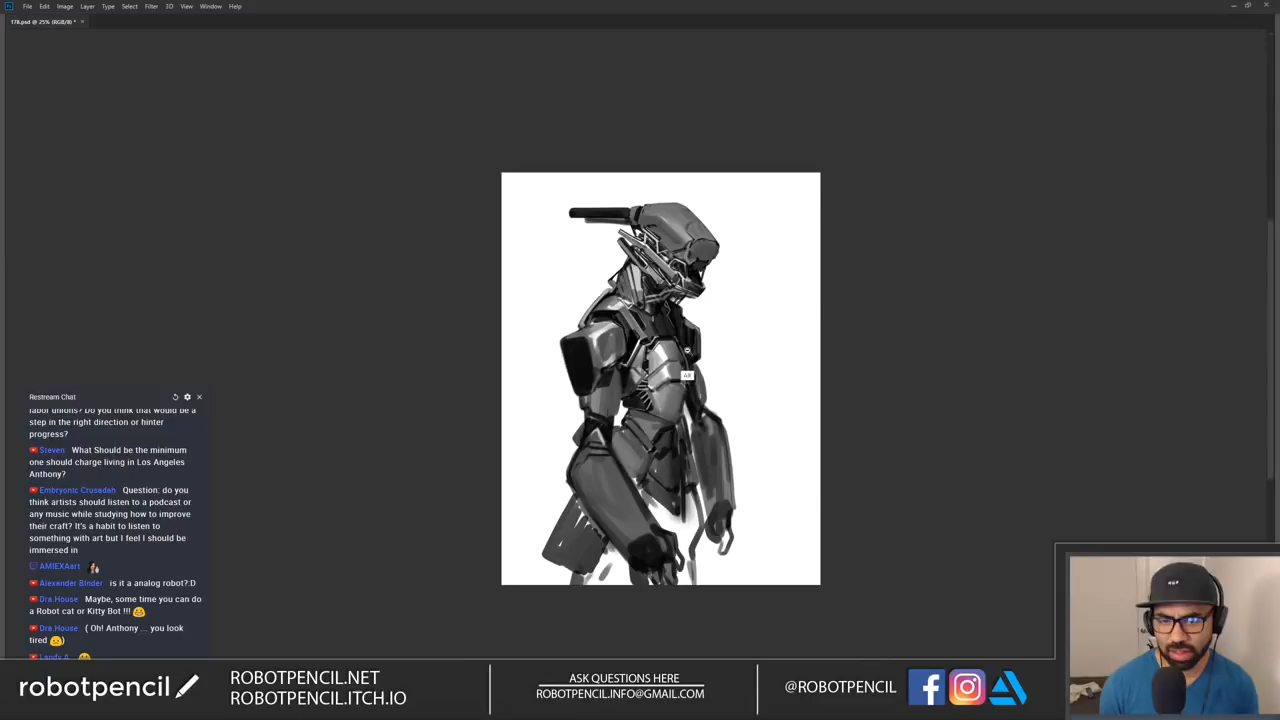 File Edit Image Layer Type Select Filter 3D View Window Help
178.psd @ 25% (RGB/8) *
Restream Chat
labor unions? Do you think that would be a
step in the right direction or hinter
progress?
Steven What Should be the minimum
one should charge living in Los Angeles
Anthony?
Embryonic Crusadah Question: do you
think artists should listen to a podcast or
any music while studying how to improve
their craft? It's a habit to listen to
something with art but I feel I should be
immersed in
AMIEXAart
Alexander Binder is it a analog robot?:D
Dra.House Maybe, some time you can do
a Robot cat or Kitty Bot !!!
Dra.House ( Oh! Anthony ... you look
tired )
Landy A.
robotpencil
ROBOTPENCIL.NET
ROBOTPENCIL.ITCH.IO
ASK QUESTIONS HERE
ROBOTPENCIL.INFO@GMAIL.COM
@ROBOTPENCIL